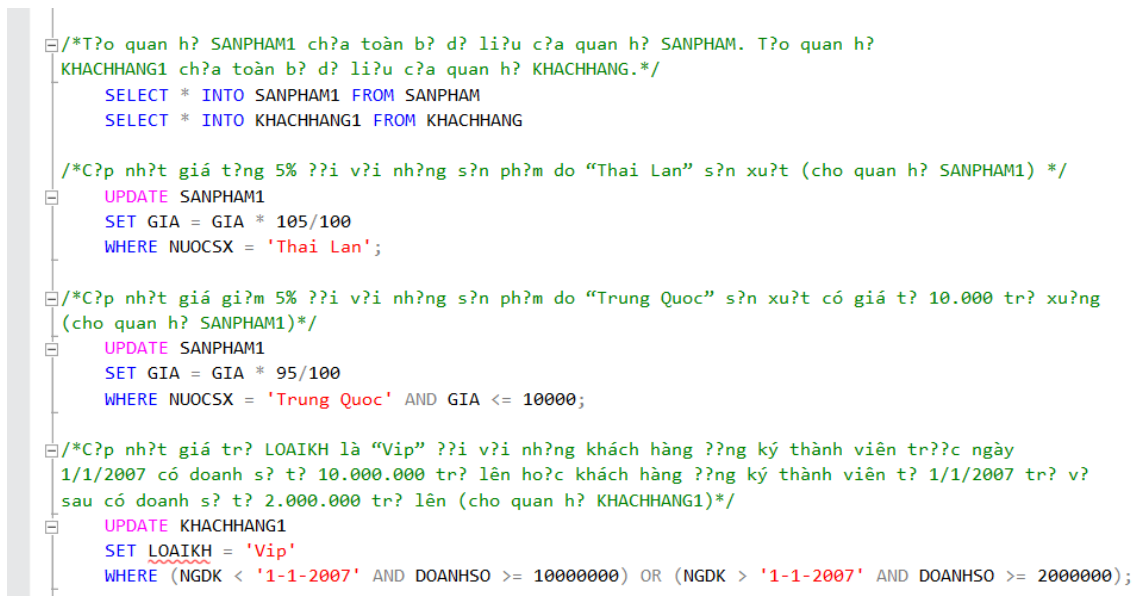 /*T?o quan h? SANPHAM1 ch?a toàn b? d? li?u c?a quan h? SANPHAM. T?o quan h?
KHACHHANG1 ch?a toàn b? d? li?u c?a quan h? KHACHHANG.*/
SELECT * INTO SANPHAM1 FROM SANPHAM
SELECT * INTO KHACHHANG1 FROM KHACHHANG
/*C?p nh?t giá t?ng 5% ??i v?i nh?ng s?n ph?m do “Thai Lan” s?n xu?t (cho quan h? SANPHAM1) */
UPDATE SANPHAM1
SET GIA = GIA * 105/100
WHERE NUOCSX = 'Thai Lan';
/*C?p nh?t giá gi?m 5% ??i v?i nh?ng s?n ph?m do “Trung Quoc” s?n xu?t có giá t? 10.000 tr? xu?ng
(cho quan h? SANPHAM1)*/
UPDATE SANPHAM1
SET GIA = GIA * 95/100
WHERE NUOCSX = 'Trung Quoc' AND GIA <= 10000;
/*C?p nh?t giá tr? LOAIKH là “Vip” ??i v?i nh?ng khách hàng ??ng ký thành viên tr??c ngày
1/1/2007 có doanh s? t? 10.000.000 tr? lên ho?c khách hàng ??ng ký thành viên t? 1/1/2007 tr? v?
sau có doanh s? t? 2.000.000 tr? lên (cho quan h? KHACHHANG1)*/
UPDATE KHACHHANG1
SET LOAIKH = 'Vip'
WHERE (NGDK < '1-1-2007' AND DOANHSO >= 10000000) OR (NGDK > '1-1-2007' AND DOANHSO >= 2000000);